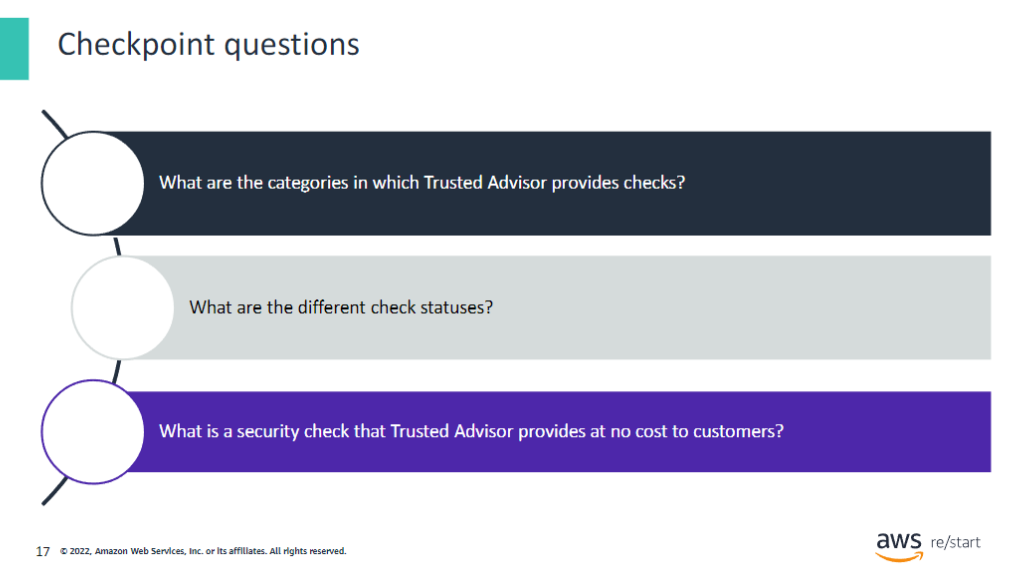 Checkpoint questions
What are the categories in which Trusted Advisor provides checks?
What are the different check statuses?
What is a security check that Trusted Advisor provides at no cost to customers?
17 © 2022, Amazon Web Services, Inc. or its affiliates. All rights reserved.
aws re/start